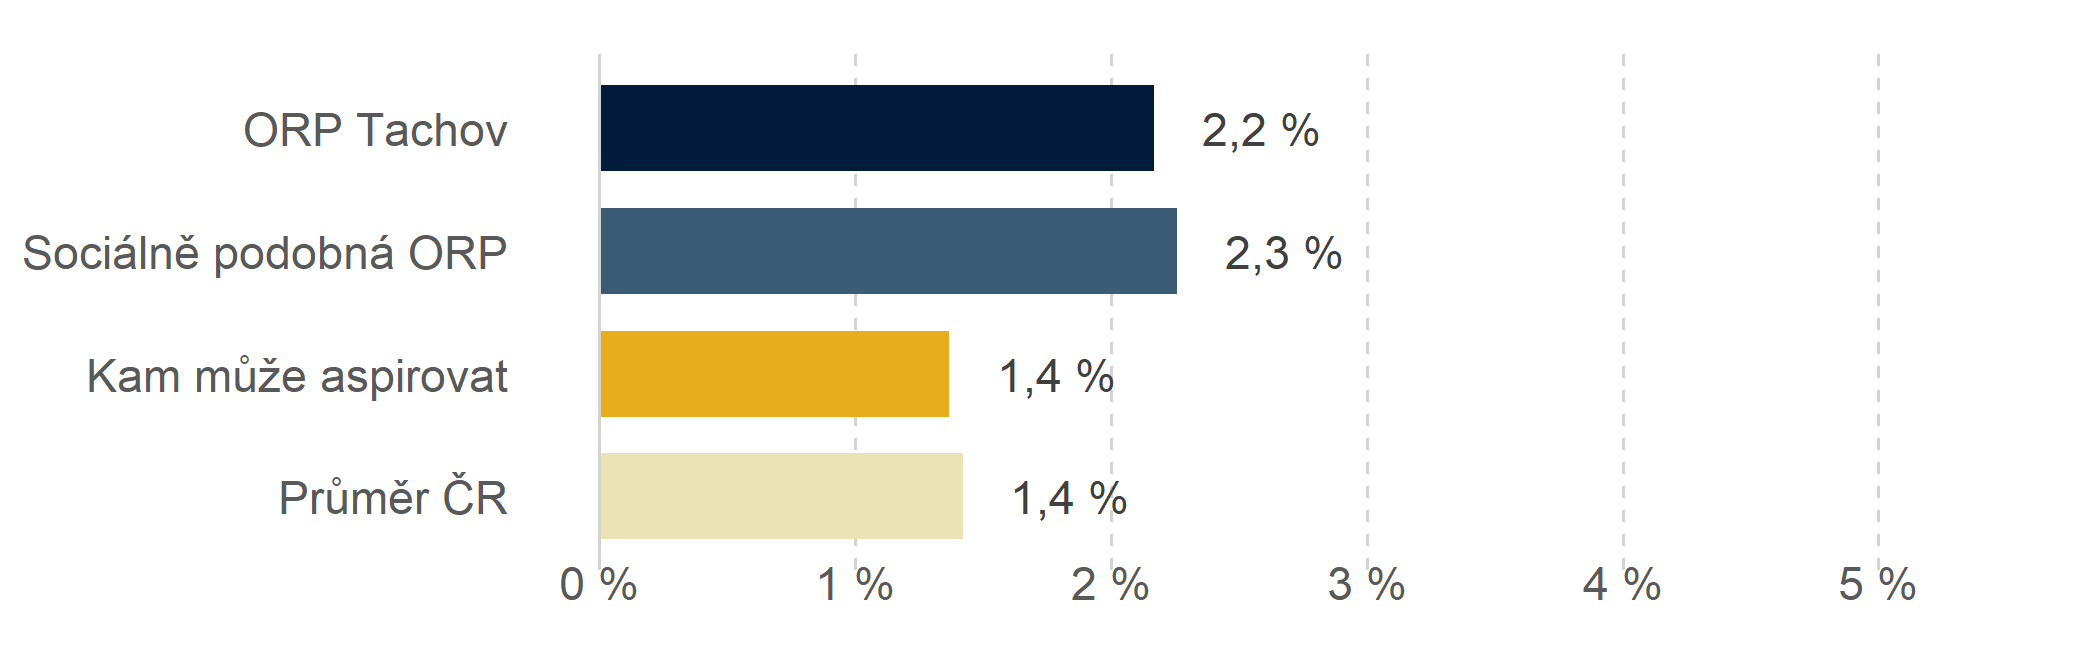 ORP Tachov
2,2 %
Sociálně podobná ORP
2,3 %
Kam může aspirovat
1,4 %
Průměr ČR
1,4 %
0 % 1 % 2 % 3 % 4 % 5 %